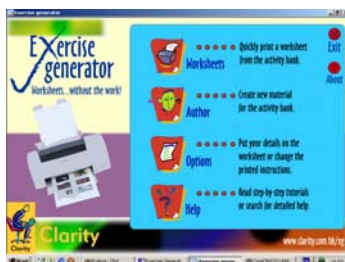 Exercise generator
Exercise
generator
Worksheets...without the work!
Worksheets
Quickly print a worksheet
from the activity bank.
Author
Create new material
for the activity bank.
Options
Put your details on the
worksheet or change the
printed instructions.
Help
Read step-by-step tutorials
or search for detailed help.
Exit
About
Clarity
Clarity
www.clarity.com.hk/xg